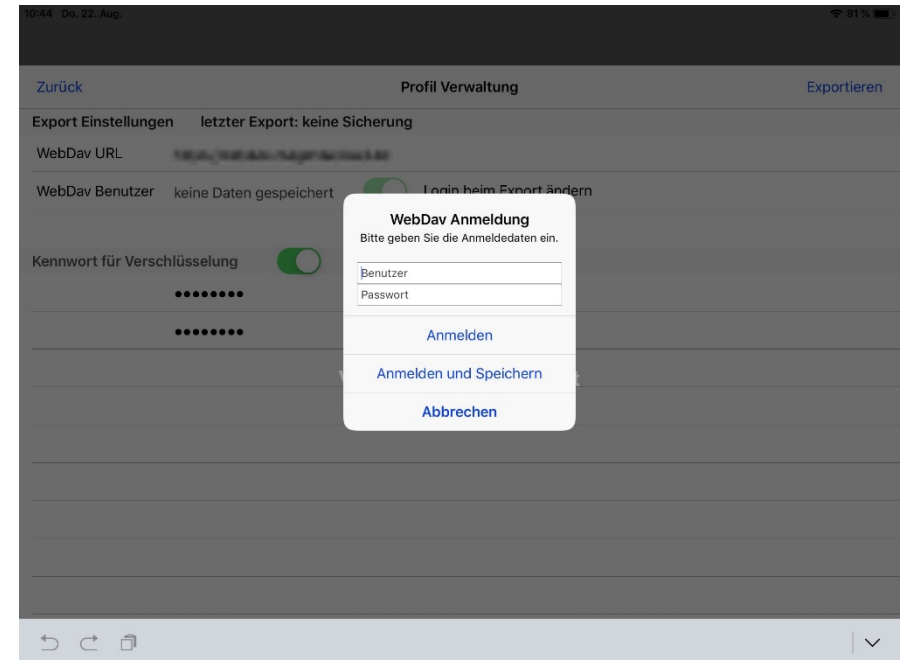 10:44 Do. 22. Aug.
81 %
Zurück
Profil Verwaltung
Exportieren
Export Einstellungen letzter Export: keine Sicherung
WebDav URL
WebDav Benutzer keine Daten gespeichert Login beim Export ändern
WebDav Anmeldung
Bitte geben Sie die Anmeldedaten ein.
Kennwort für Verschlüsselung
Benutzer
••••••••
Passwort
••••••••
Anmelden
Anmelden und Speichern
Abbrechen